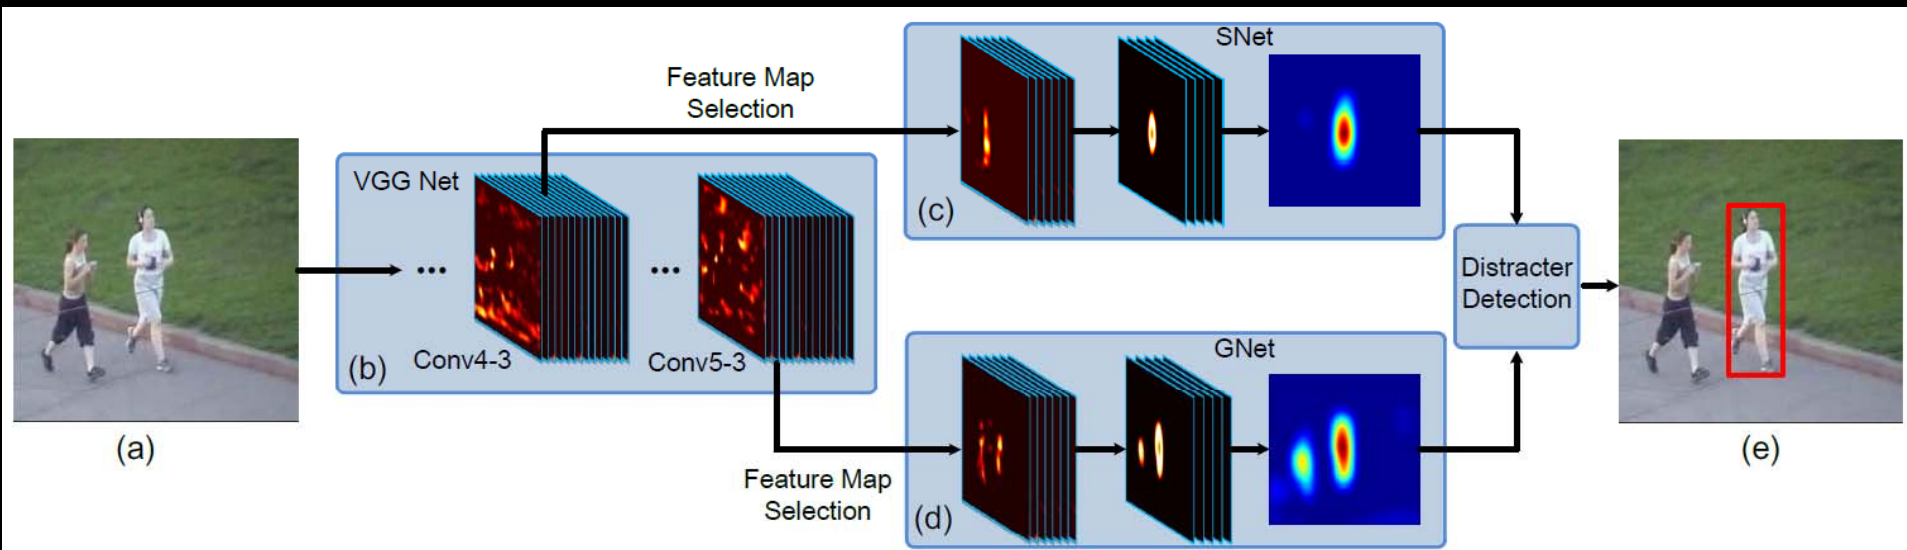 SNet
Feature Map
Selection
VGG Net
(c)
...
...
Distracter
Detection
Conv4-3
Conv5-3
(b)
GNet
(a)
(e)
Feature Map
Selection
(d)